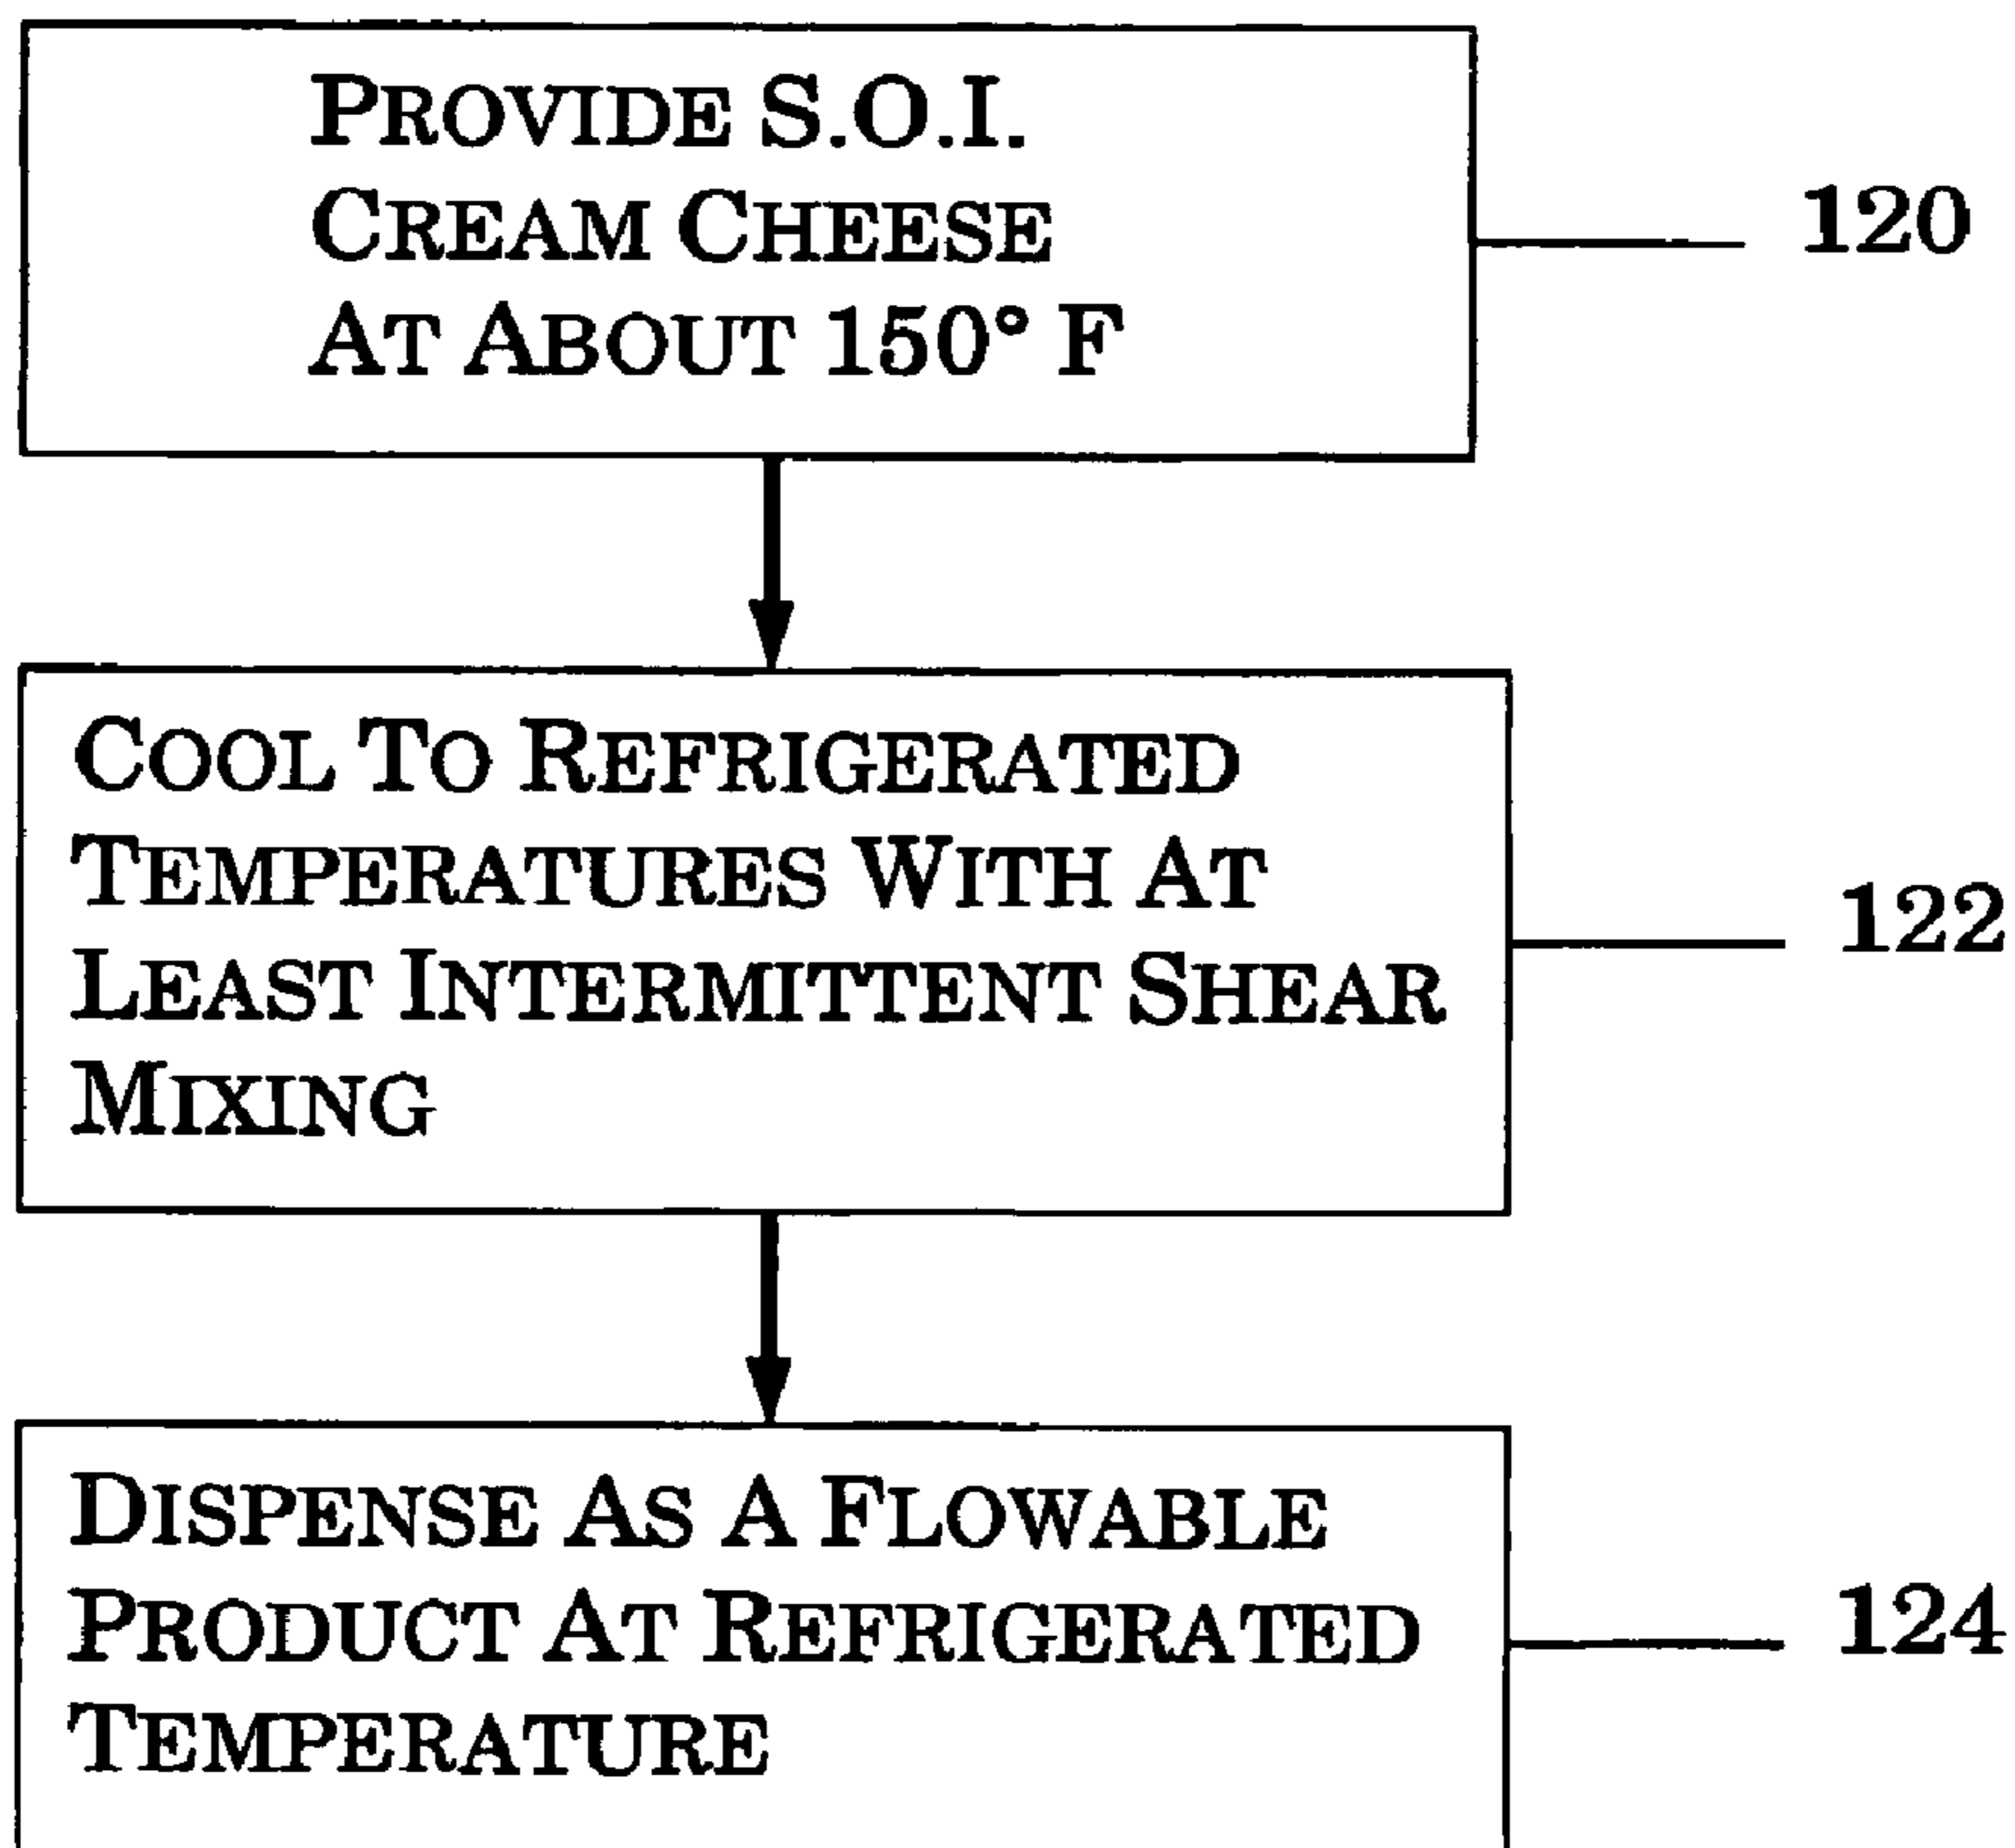 PROVIDE S.O.I.
CREAM CHEESE
AT ABOUT 150° F
120
COOL TO REFRIGERATED
TEMPERATURES WITH AT
LEAST INTERMITTENT SHEAR
MIXING
122
DISPENSE AS A FLOWABLE
PRODUCT AT REFRIGERATED
TEMPERATURE
124